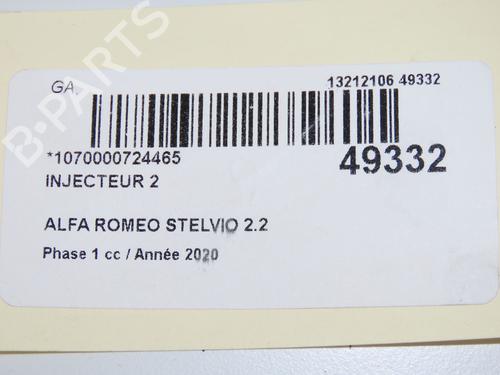 GA
13212106 49332
*1070000724465
49332
INJECTEUR 2
ALFA ROMEO STELVIO 2.2
Phase 1 cc / Année 2020
B-PARTS